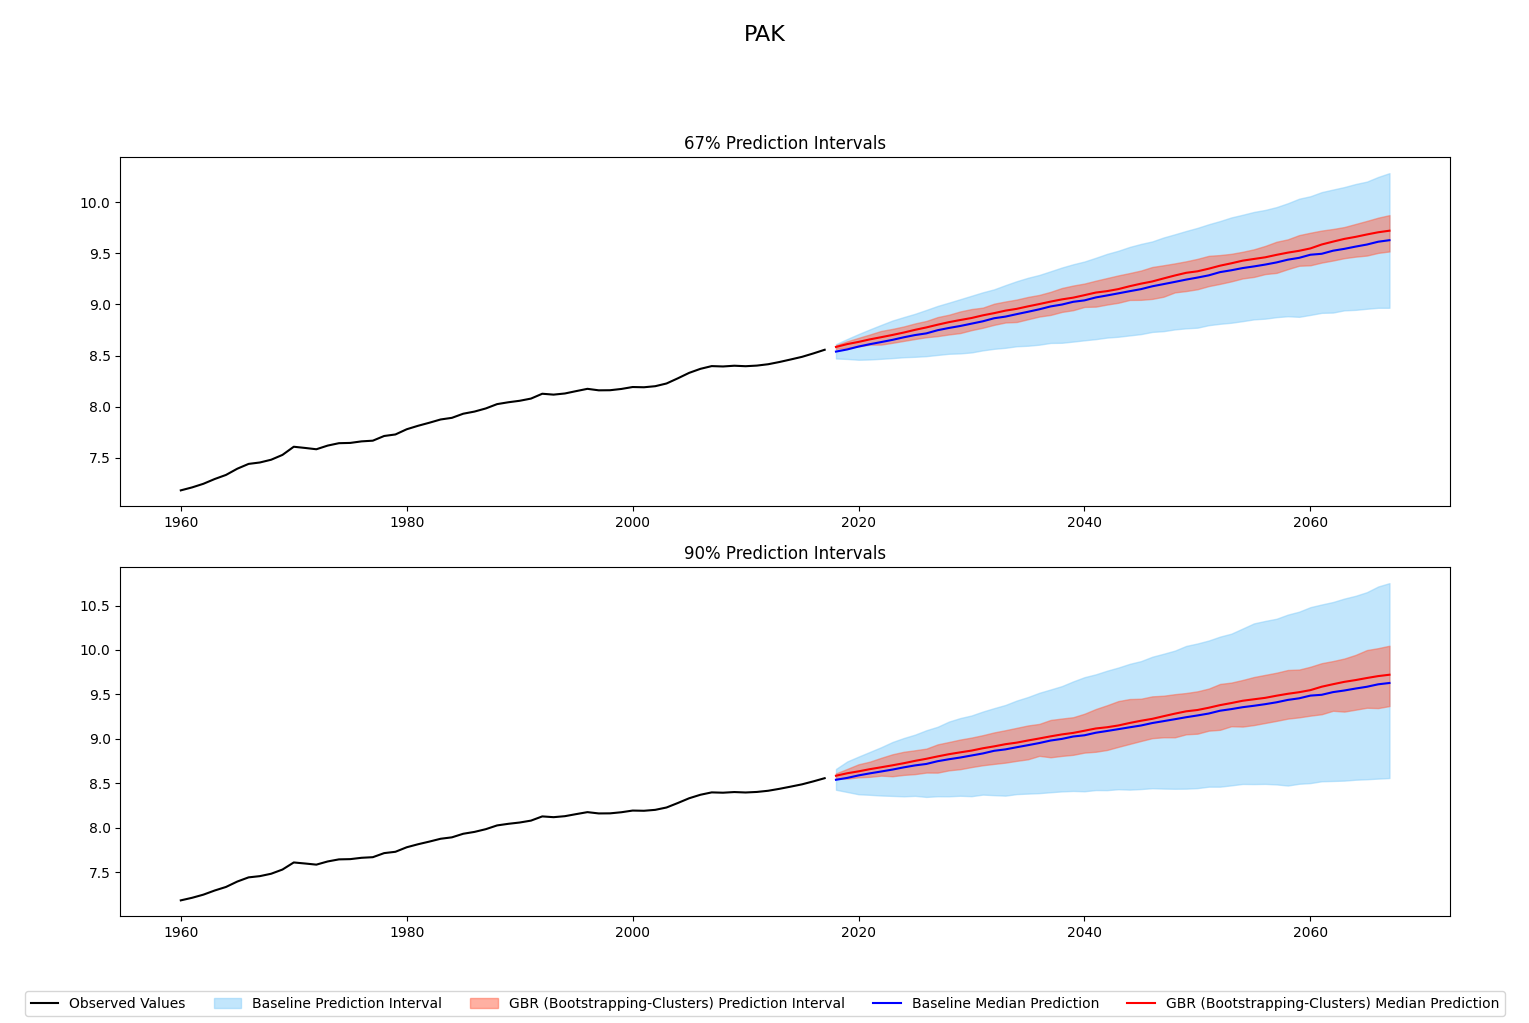 PAK
67% Prediction Intervals
10.0
9.5
9.0
8.5
8.0
7.5
1960 1980 2000 2020 2040 2060
90% Prediction Intervals
10.5
10.0
9.5
9.0
8.5
8.0
7.5
1960 1980 2000 2020 2040 2060
Observed Values Baseline Prediction Interval GBR (Bootstrapping-Clusters) Prediction Interval Baseline Median Prediction GBR (Bootstrapping-Clusters) Median Prediction